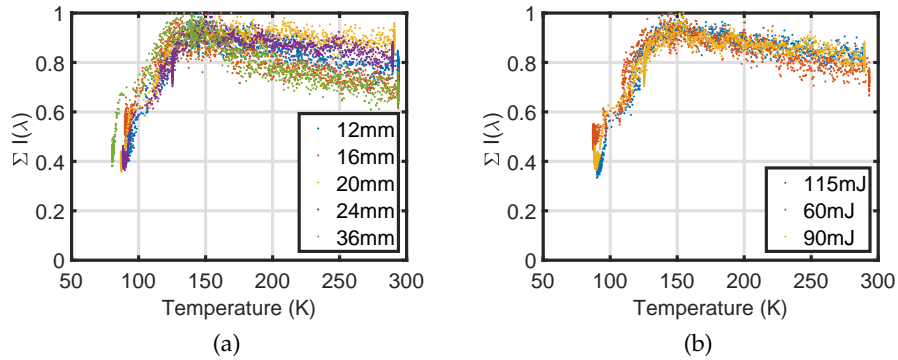 1
0.8
0.6
0.4
0.2
0
Σ I(λ)
50 100 150 200 250 300
Temperature (K)
12mm
16mm
20mm
24mm
36mm
(a)
1
0.8
0.6
0.4
0.2
0
Σ I(λ)
50 100 150 200 250 300
Temperature (K)
115mJ
60mJ
90mJ
(b)